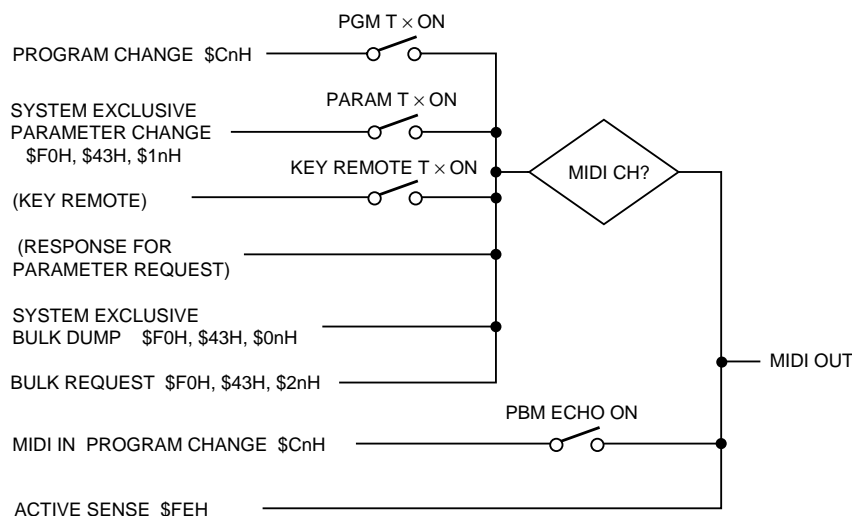 PGM T × ON
PROGRAM CHANGE $CnH
SYSTEM EXCLUSIVE
PARAMETER CHANGE
$F0H, $43H, $1nH
PARAM T × ON
KEY REMOTE T × ON
(KEY REMOTE)
MIDI CH?
(RESPONSE FOR
PARAMETER REQUEST)
SYSTEM EXCLUSIVE
BULK DUMP $F0H, $43H, $0nH
BULK REQUEST $F0H, $43H, $2nH
MIDI OUT
PBM ECHO ON
MIDI IN PROGRAM CHANGE $CnH
ACTIVE SENSE $FEH